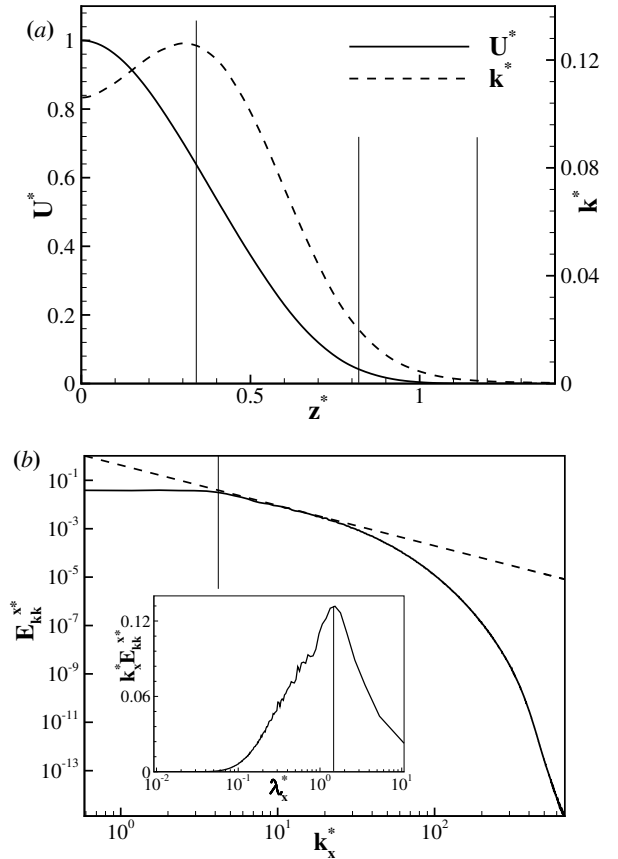 (a)
1
0.8
0.6
0.4
0.2
0
U*
U*
k*
0.12
0.08
0.04
0
k*
0.5
1
z*
(b)
10^-1
10^-3
10^-5
10^-7
10^-9
10^-11
10^-13
E_kk^x*
0.12
0.06
0
k_x^*E_kk^x*
10^-2
10^-1
10^0
10^1
λ_x^*
10^0
10^1
10^2
k_x^*